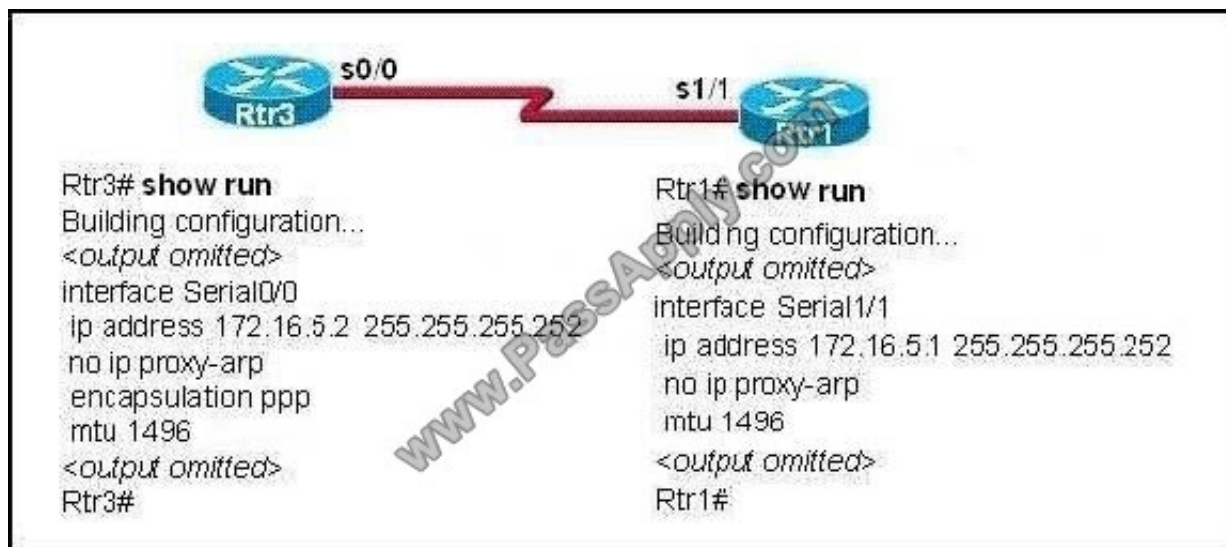 s0/0
s1/1
Rtr3
Rtr1
Rtr3# show run
Building configuration...
<output omitted>
interface Serial0/0
ip address 172.16.5.2 255.255.255.252
no ip proxy-arp
encapsulation ppp
mtu 1496
<output omitted>
Rtr3#
Rtr1# show run
Building configuration...
<output omitted>
interface Serial1/1
ip address 172.16.5.1 255.255.255.252
no ip proxy-arp
mtu 1496
<output omitted>
Rtr1#
www.PassApply.com